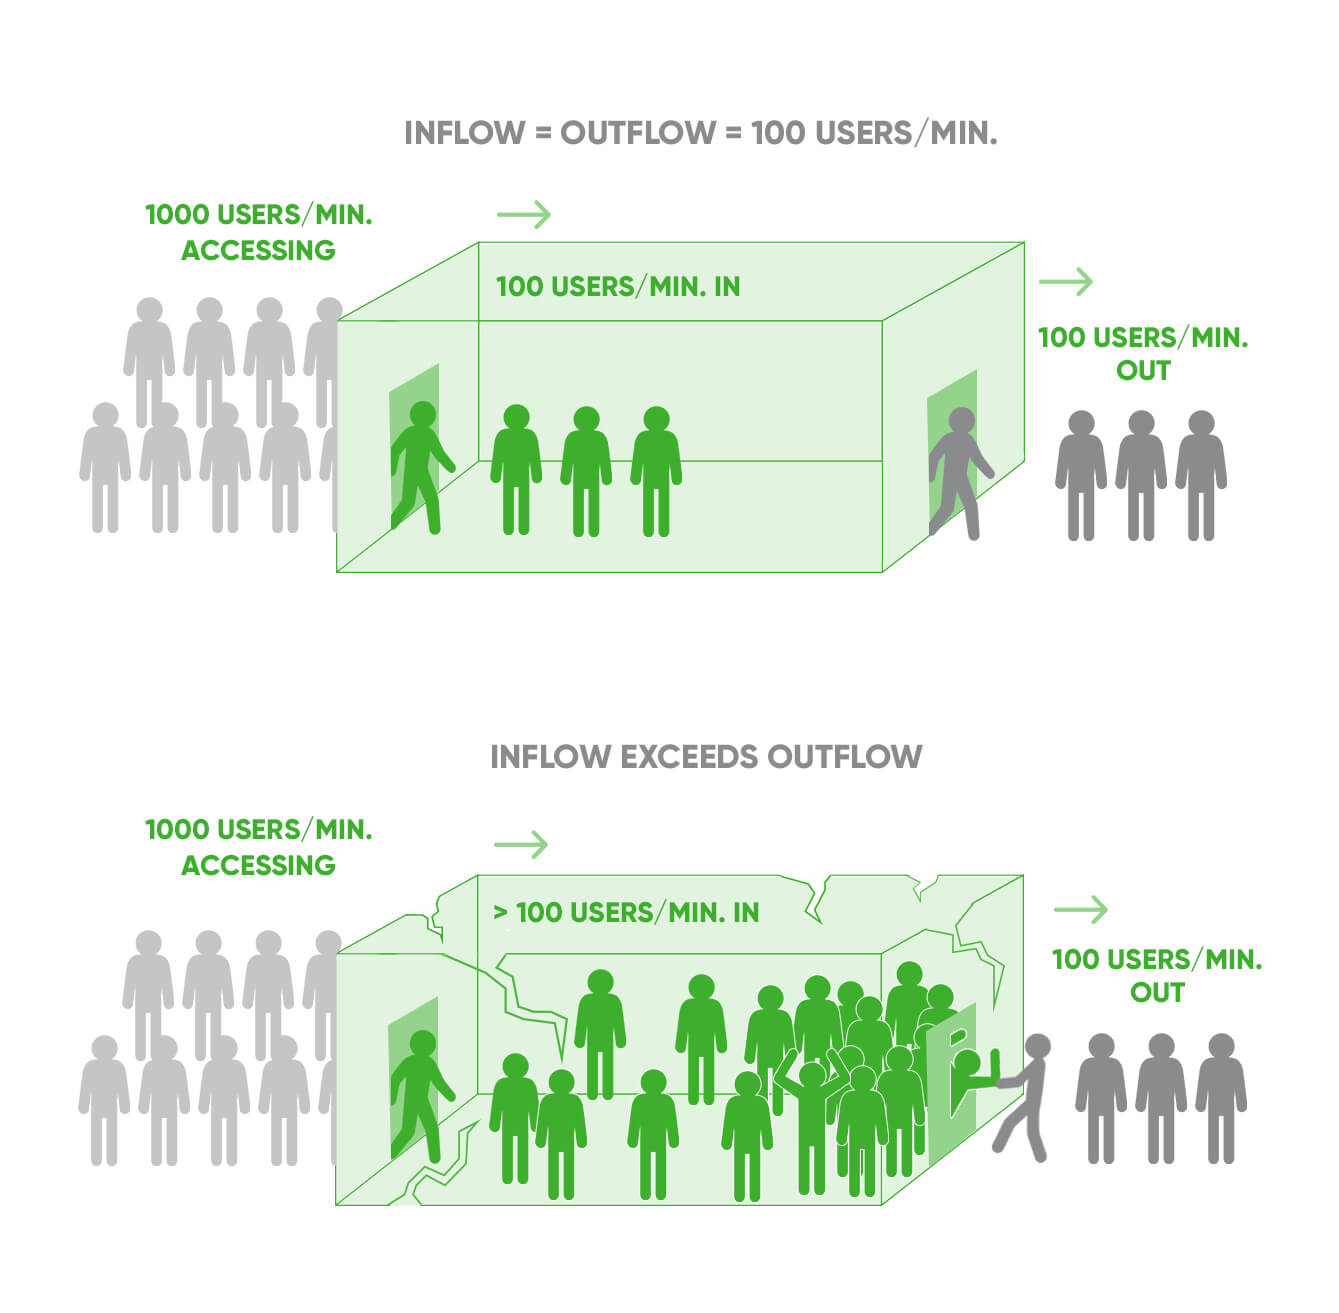 INFLOW = OUTFLOW = 100 USERS/MIN.
1000 USERS/MIN.
ACCESSING
100 USERS/MIN. IN
100 USERS/MIN.
OUT
INFLOW EXCEEDS OUTFLOW
1000 USERS/MIN.
ACCESSING
> 100 USERS/MIN. IN
100 USERS/MIN.
OUT